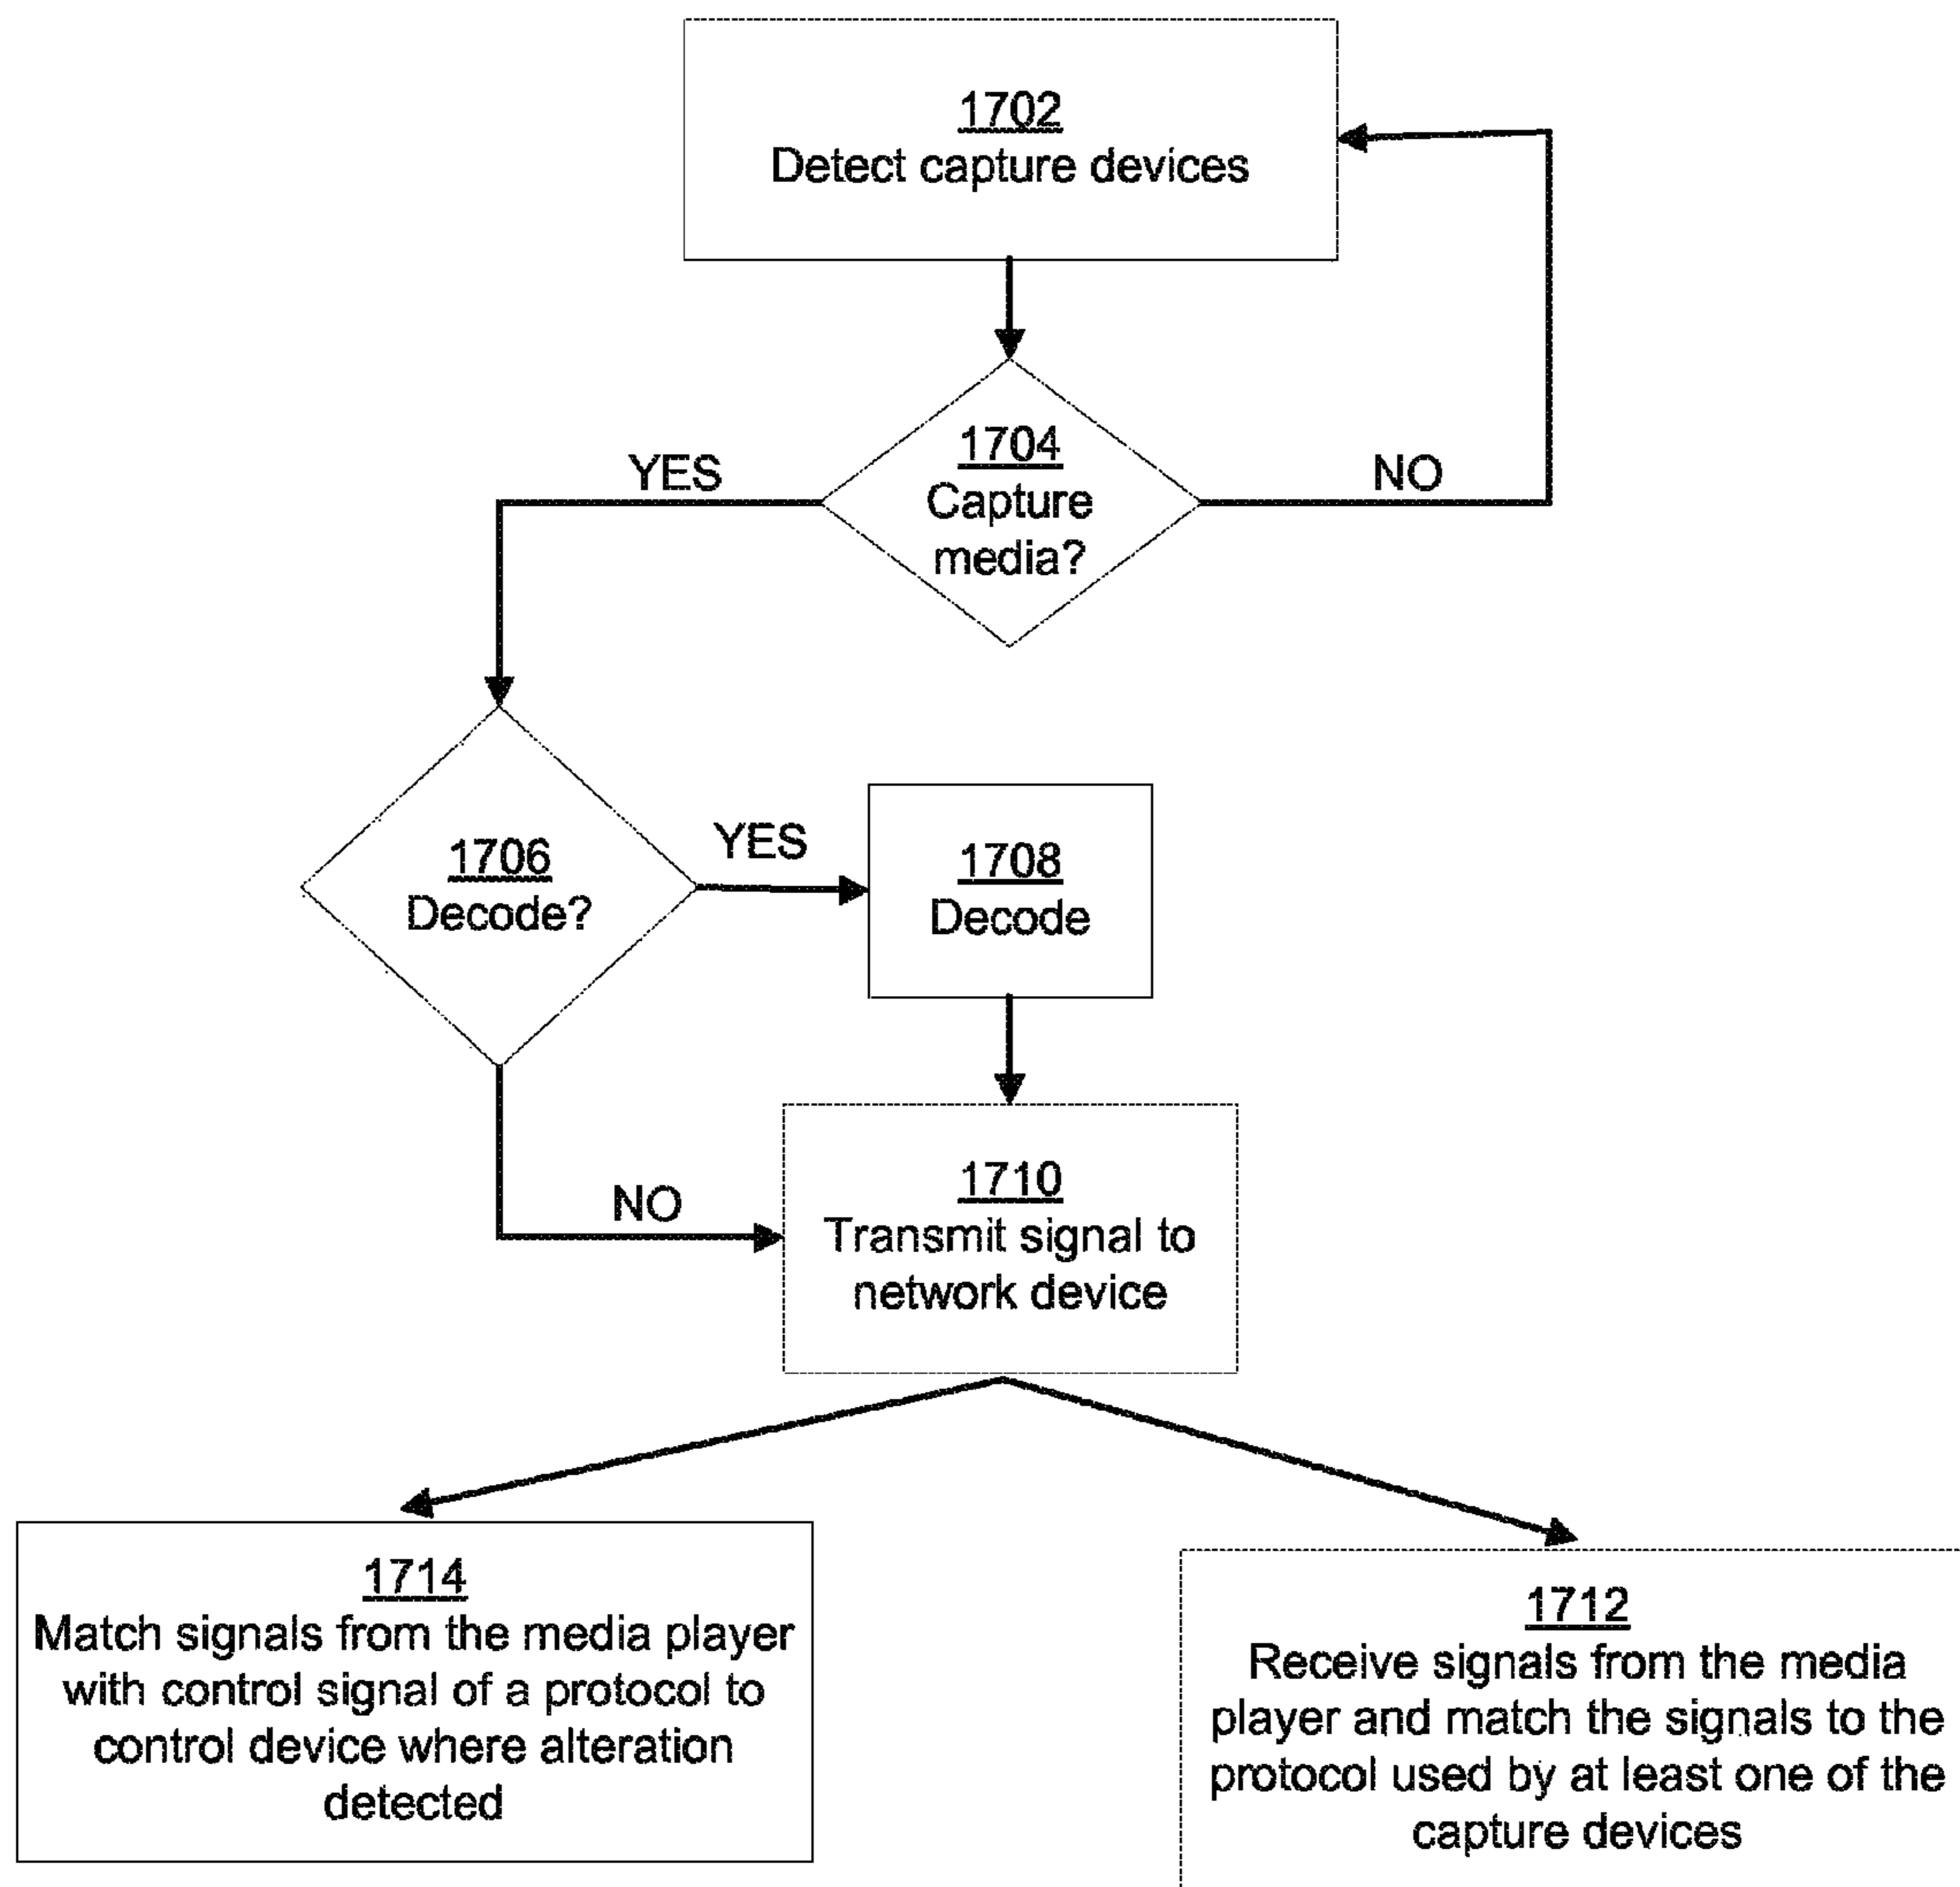 1702
Detect capture devices
1704
Capture
media?
YES
NO
1706
Decode?
YES
1708
Decode
NO
1710
Transmit signal to
network device
1714
Match signals from the media player
with control signal of a protocol to
control device where alteration
detected
1712
Receive signals from the media
player and match the signals to the
protocol used by at least one of the
capture devices